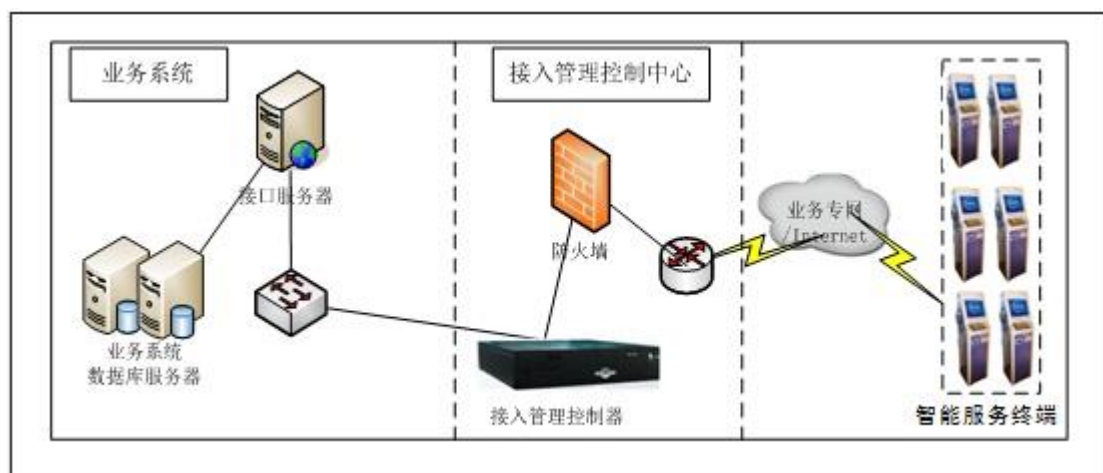 业务系统
接入管理控制中心
接口服务器
防火墙
业务专网
/Internet
业务系统
数据库服务器
接入管理控制器
智能服务终端